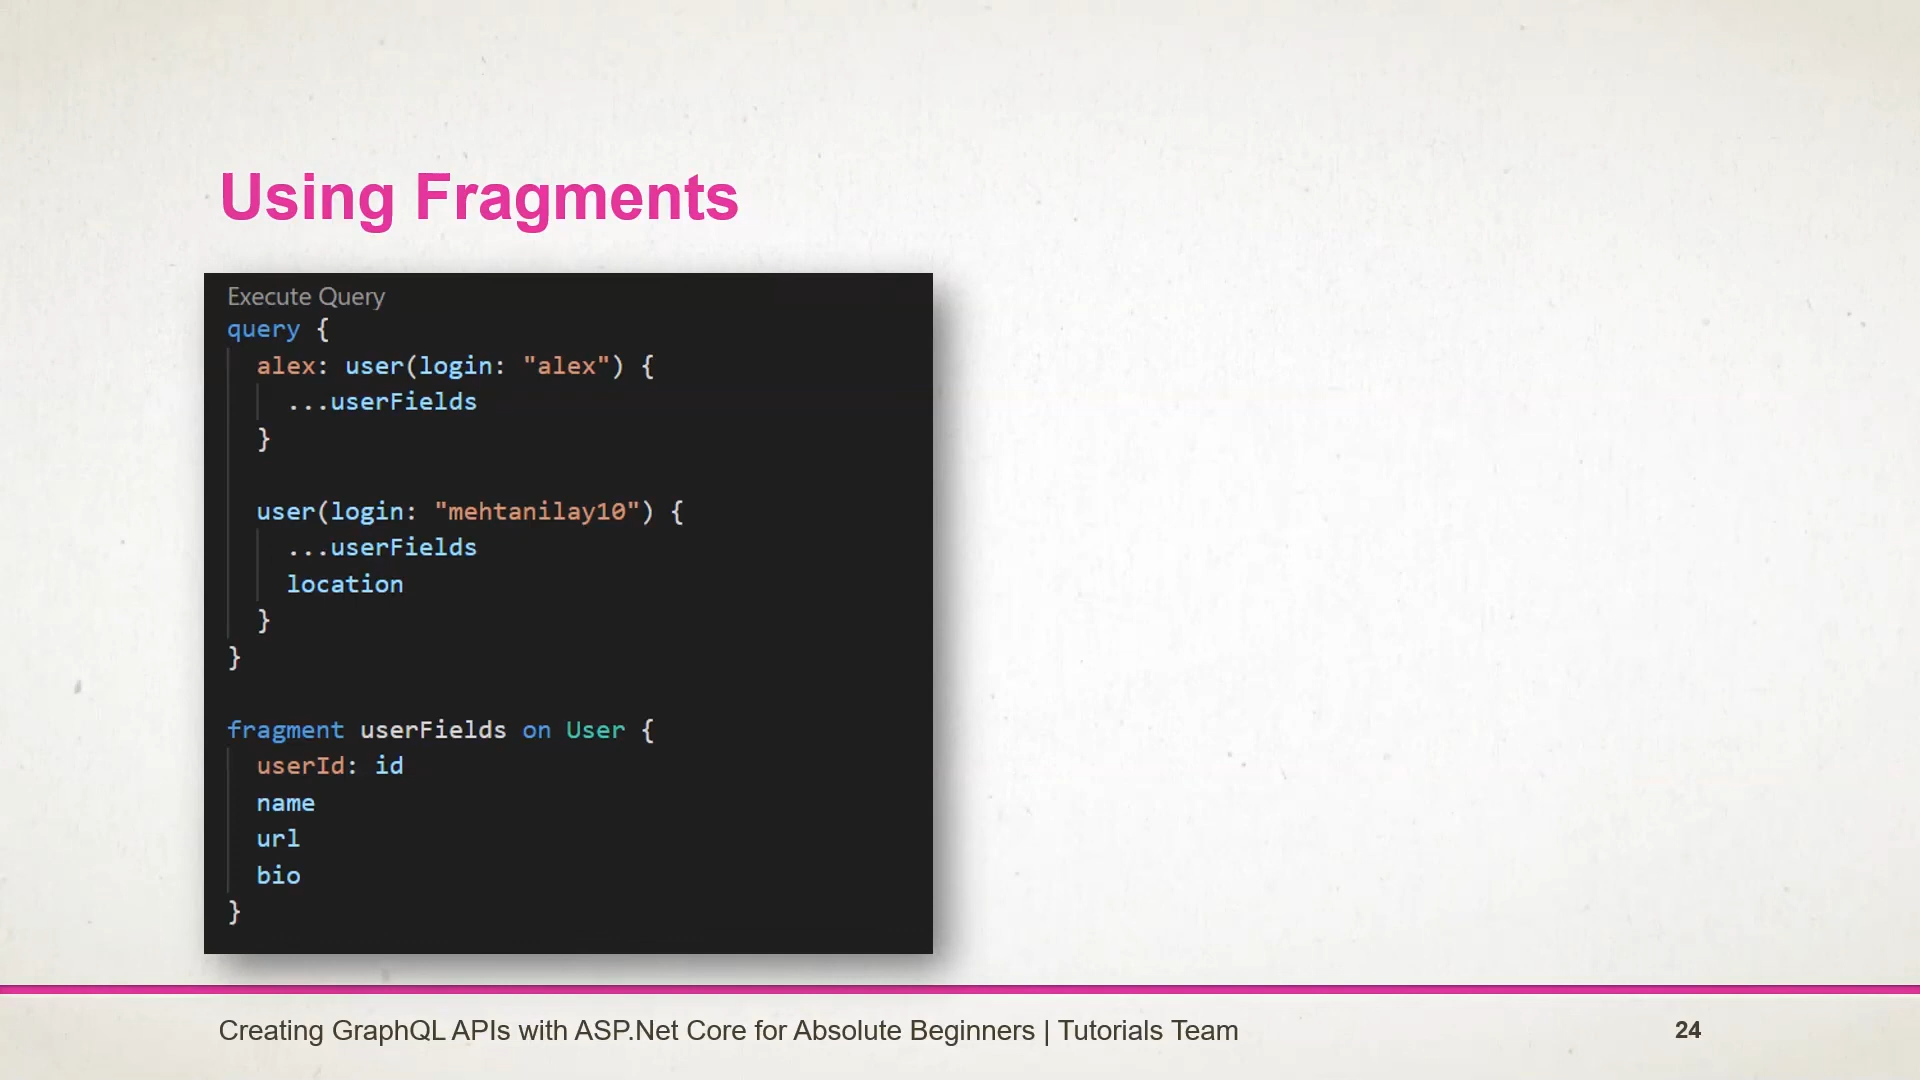 Using Fragments
Execute Query
query {
alex: user(login: "alex") {
...userFields
}
user(login: "mehtanilay10") {
...userFields
location
}
}
fragment userFields on User {
userId: id
name
url
bio
}
Creating GraphQL APIs with ASP.Net Core for Absolute Beginners | Tutorials Team
24